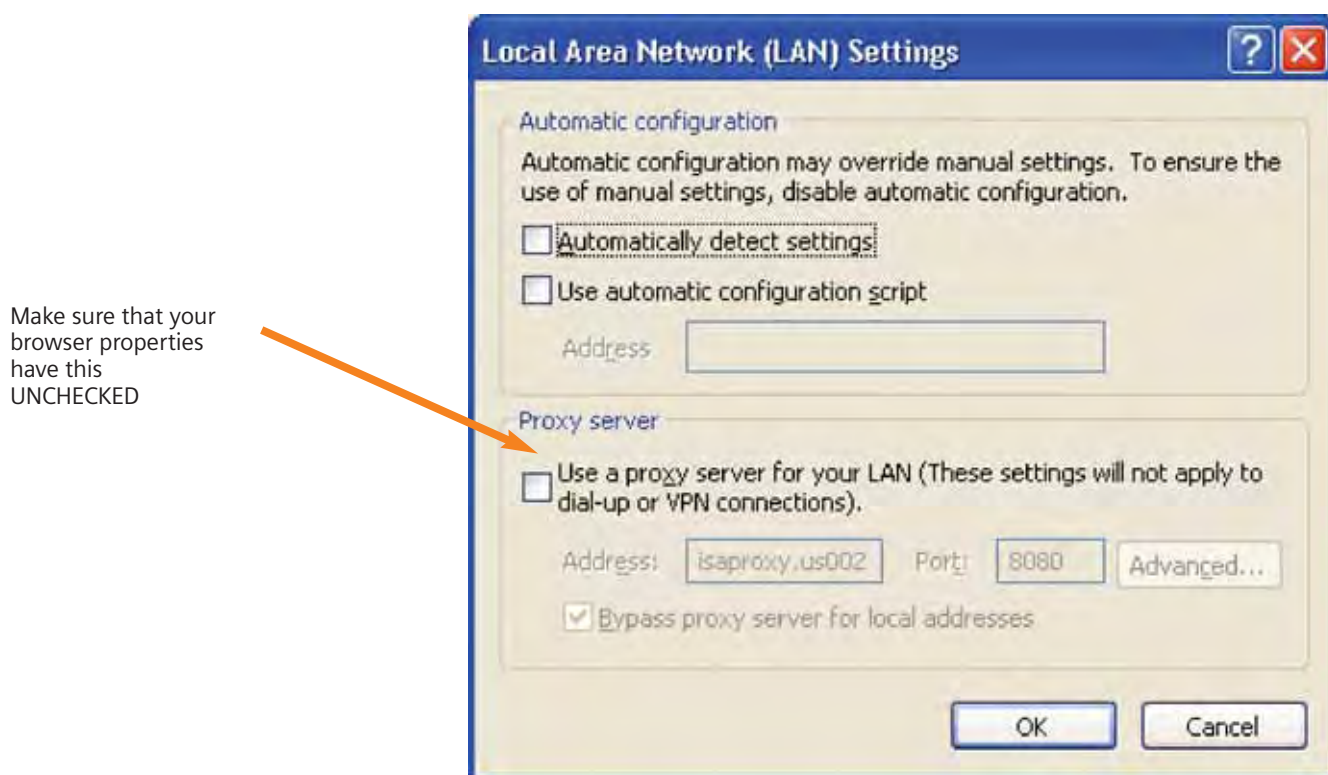 Local Area Network (LAN) Settings
Automatic configuration
Automatic configuration may override manual settings. To ensure the
use of manual settings, disable automatic configuration.
Automatically detect settings
Use automatic configuration script
Address
Make sure that your
browser properties
have this
UNCHECKED
Proxy server
Use a proxy server for your LAN (These settings will not apply to
dial-up or VPN connections).
Address: isaproxy.us002 Port: 8080 Advanced...
Bypass proxy server for local addresses
OK Cancel